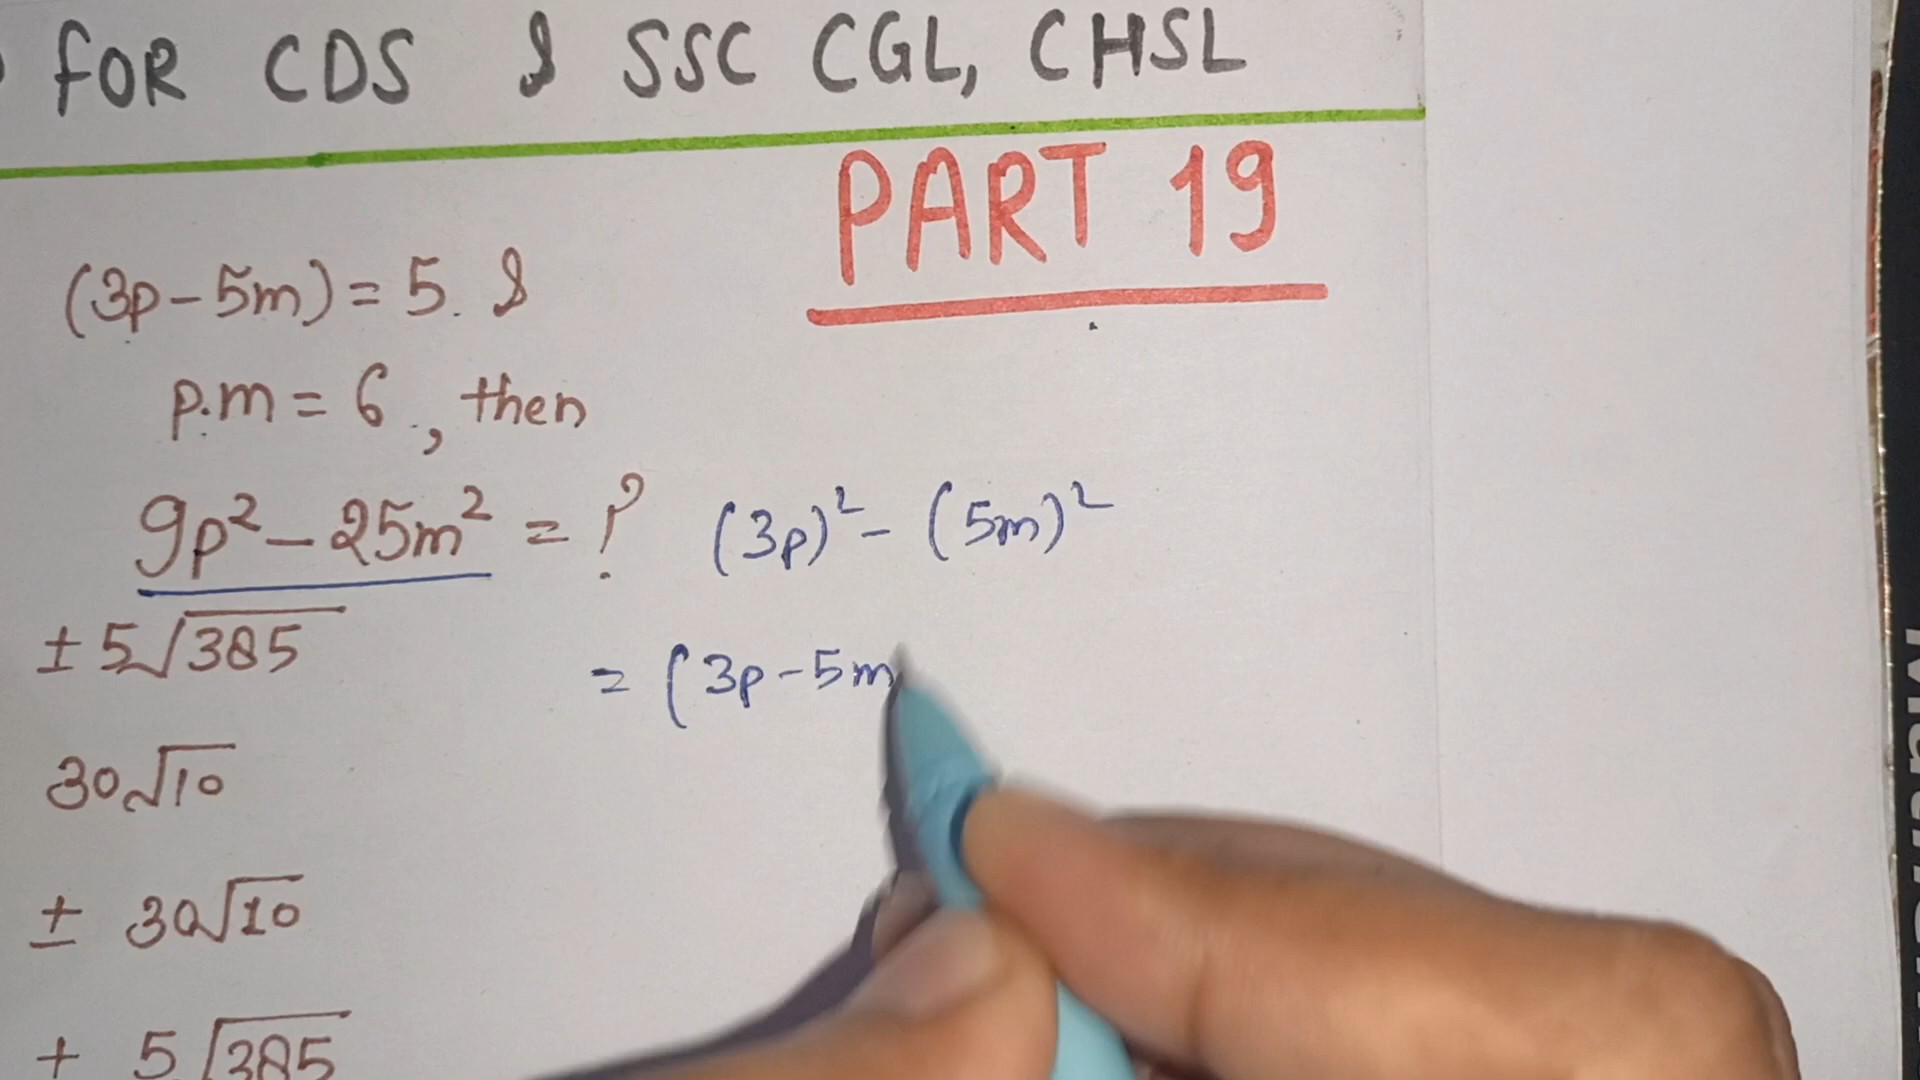 FOR CDS & SSC CGL, CHSL
PART 19
(3p-5m)=5. &
p.m=6., then
9p²-25m² = ? (3p)² - (5m)²
± 5√385
= (3p-5m
30√10
± 30√10
+ 5√385